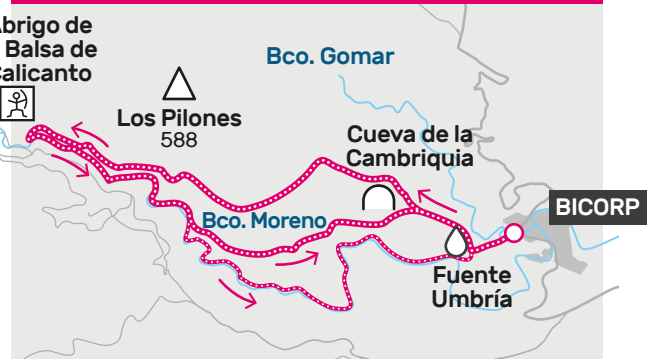 Abrigo de
Balsa de
Calicanto
Los Pilones
588
Bco. Gomar
Cueva de la
Cambriquia
Bco. Moreno
BICORP
Fuente
Umbría